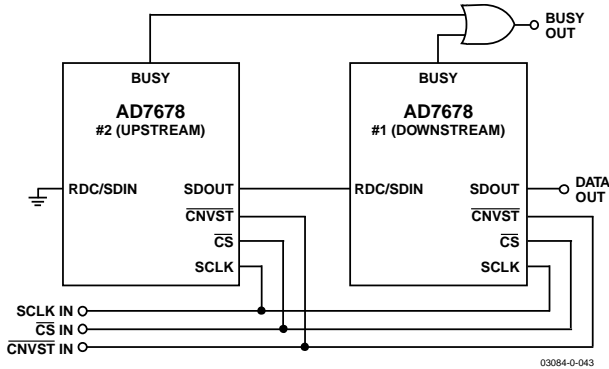 BUSY
OUT
BUSY
BUSY
AD7678
#2 (UPSTREAM)
AD7678
#1 (DOWNSTREAM)
RDC/SDIN
SDOUT
RDC/SDIN
SDOUT
DATA
OUT
CNVST
CNVST
CS
CS
SCLK
SCLK
SCLK IN
CS IN
CNVST IN
03084-0-043